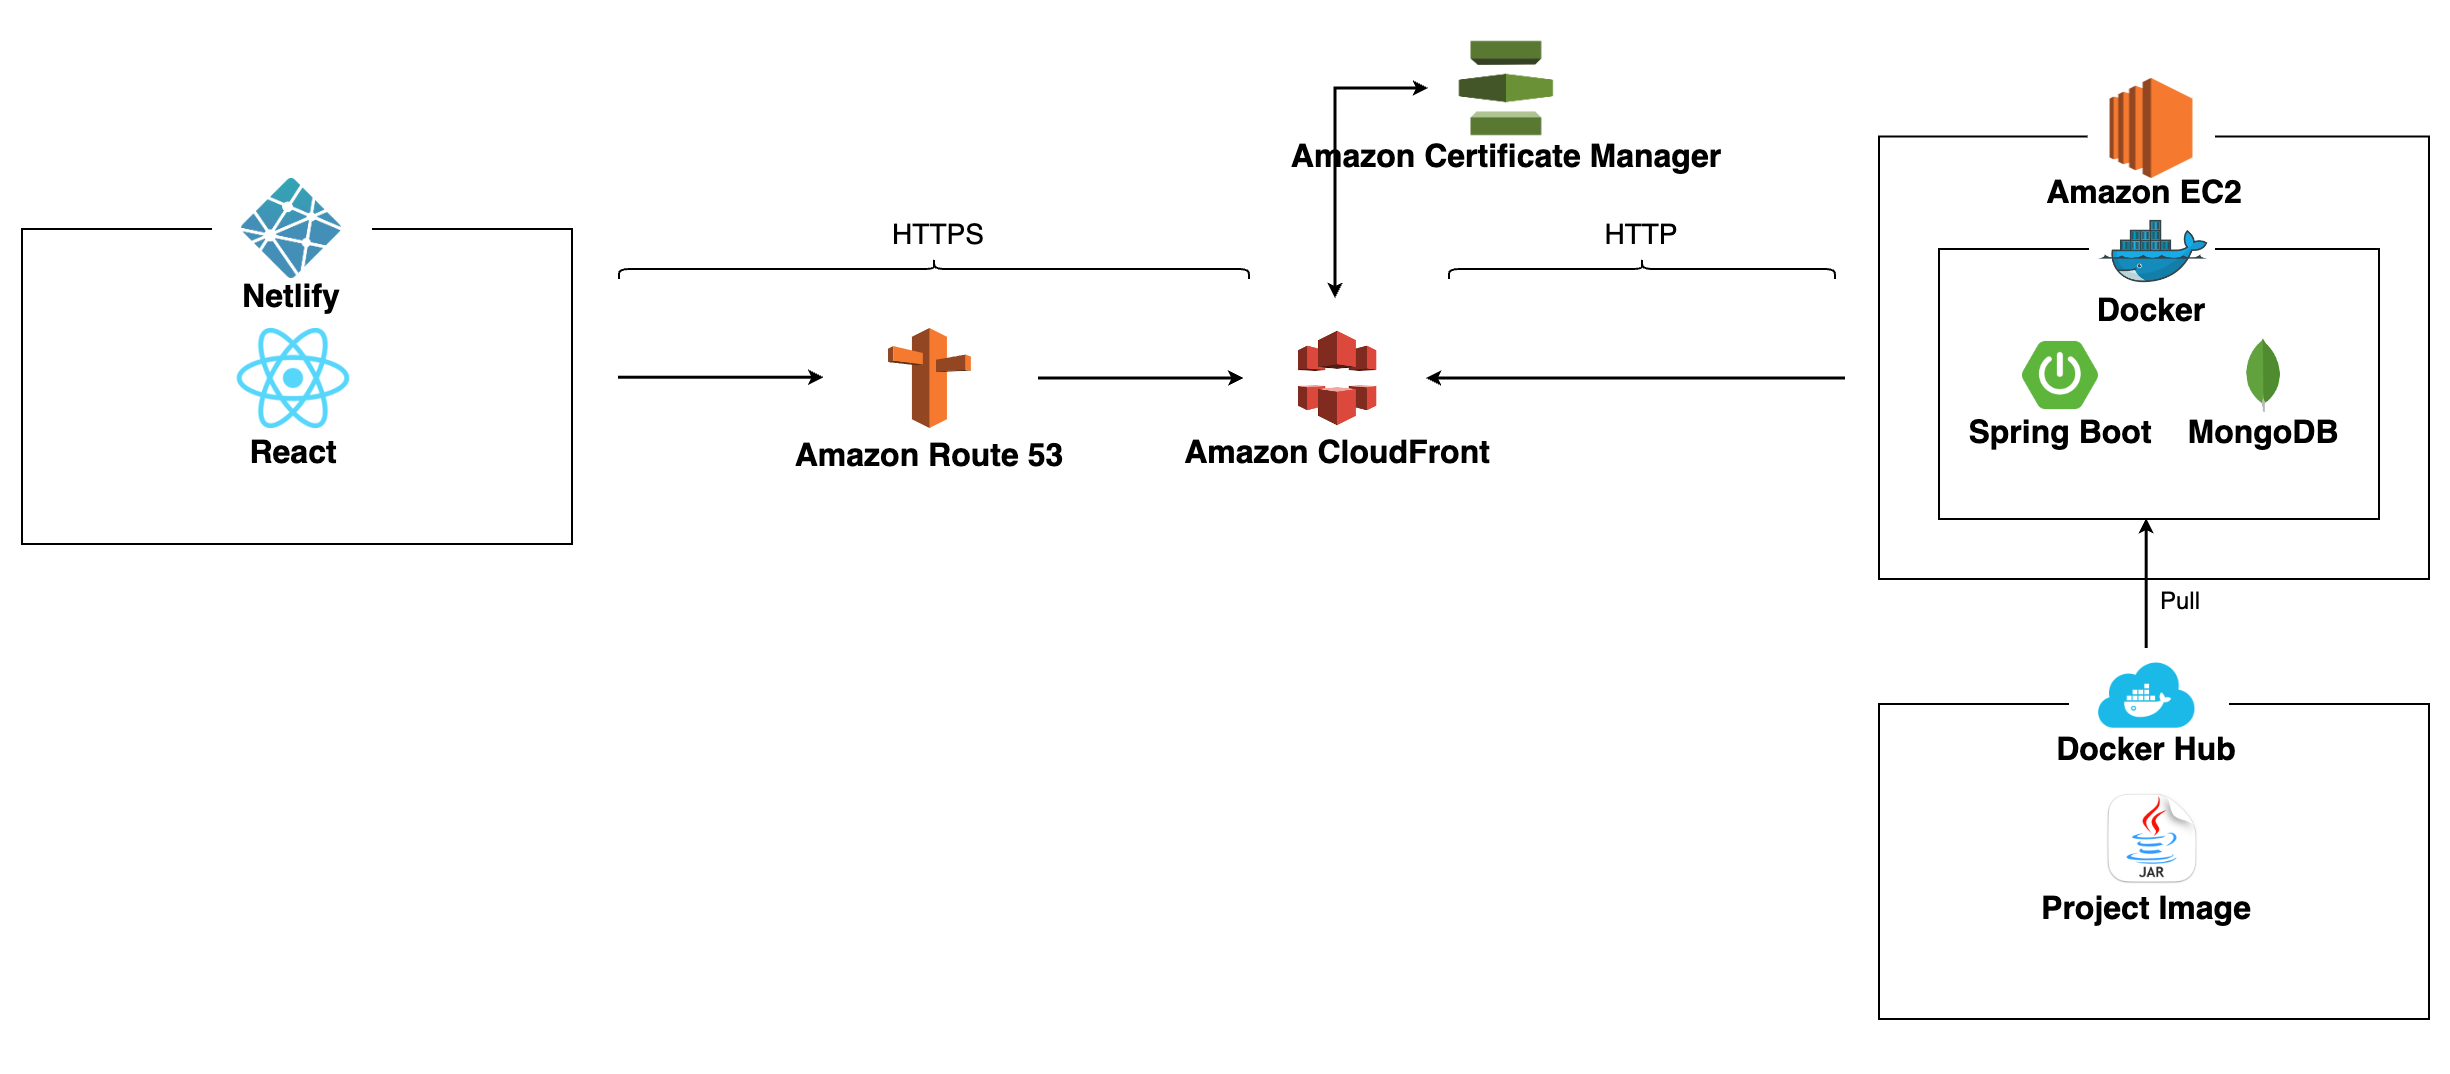 Netlify
React
HTTPS
Amazon Route 53
Amazon Certificate Manager
Amazon CloudFront
HTTP
Amazon EC2
Docker
Spring Boot
MongoDB
Pull
Docker Hub
JAR
Project Image